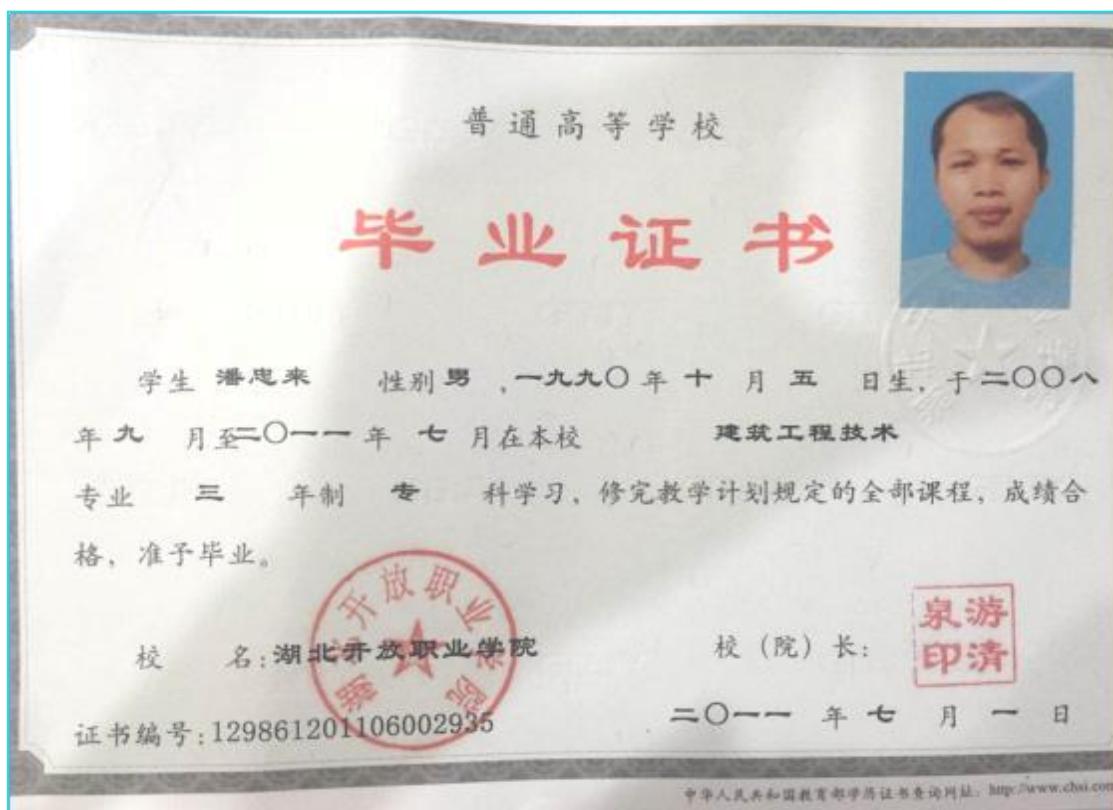 普通高等学校
毕业证书
学生 潘忠来 性别 男 ,一九九〇 年 十 月 五 日生, 于 二〇〇八
年 九 月至二〇一一 年 七 月在本校 建筑工程技术
专业 三 年制 专 科学习, 修完教学计划规定的全部课程, 成绩合
格, 准予毕业。
校 名: 湖北开放职业学院
校 (院) 长:
游清泉印
证书编号: 129861201106002935
二〇一一 年 七 月 一 日
中华人民共和国教育部学历证书查询网址: http://www.chsi.com